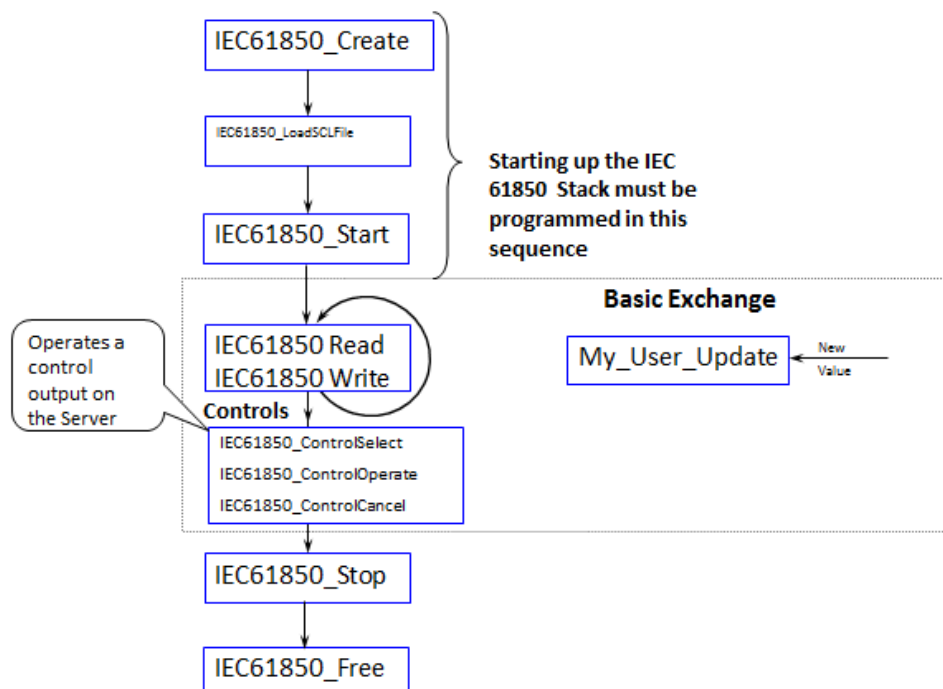 IEC61850_Create
IEC61850_LoadSCLFile
IEC61850_Start
Starting up the IEC
61850 Stack must be
programmed in this
sequence
Basic Exchange
Operates a
control
output on
the Server
IEC61850 Read
IEC61850 Write
My_User_Update
New
Value
Controls
IEC61850_ControlSelect
IEC61850_ControlOperate
IEC61850_ControlCancel
IEC61850_Stop
IEC61850_Free